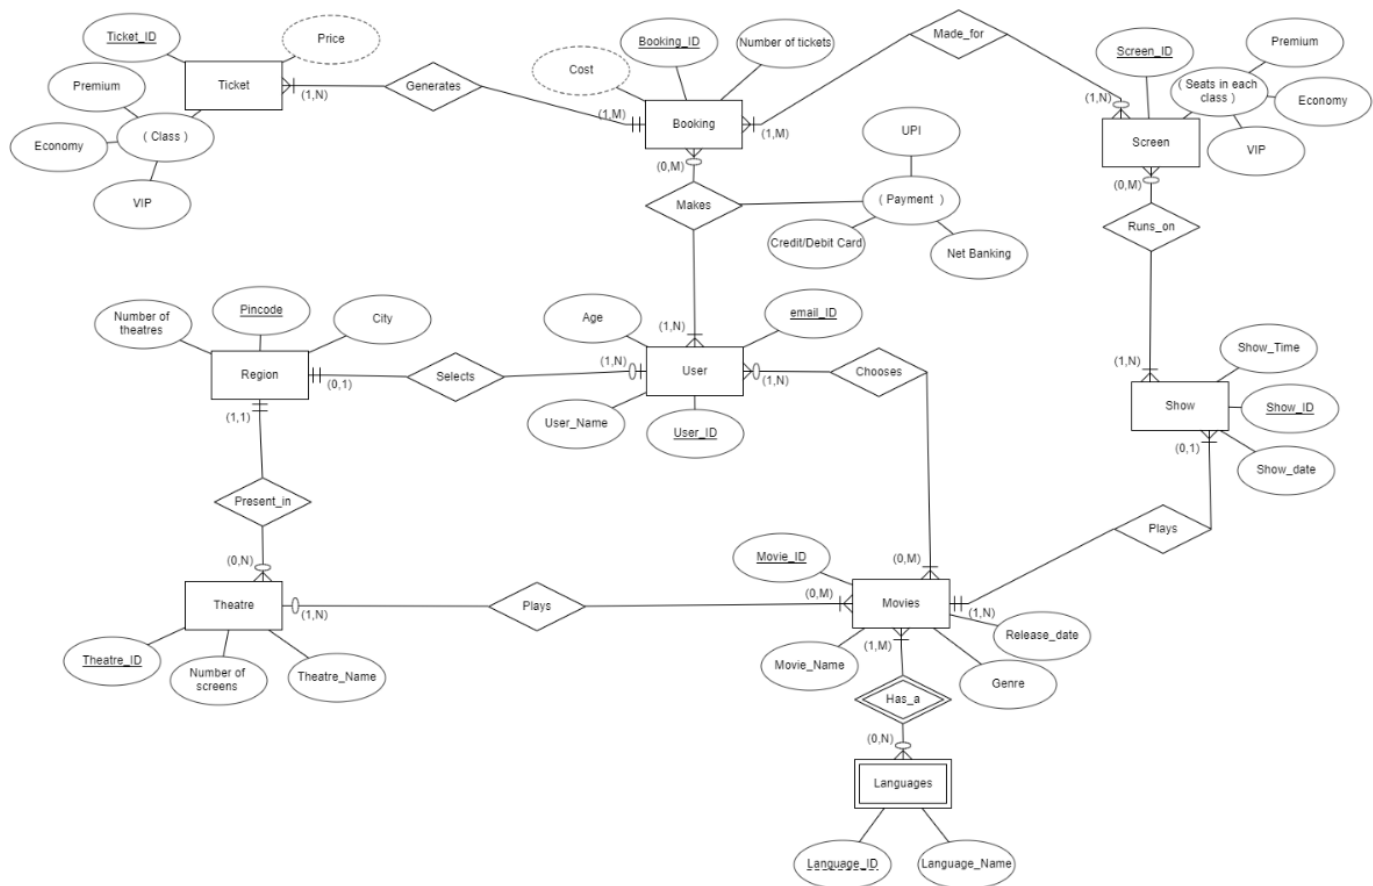 Ticket_ID
Price
Premium
Ticket
(1,N)
Generates
( Class )
Economy
VIP
Booking_ID
Number of tickets
Cost
(1,M)
Booking
(1,M)
(0,M)
Made_for
Screen_ID
Premium
( Seats in each
class )
Economy
VIP
(1,N)
Screen
(0,M)
UPI
( Payment )
Credit/Debit Card
Net Banking
Makes
Runs_on
Number of
theatres
Pincode
City
Region
(0,1)
(1,1)
Selects
Age
(1,N)
email_ID
(1,N)
User
(1,N)
User_Name
User_ID
Chooses
(1,N)
Show_Time
Show
Show_ID
(0,1)
Show_date
Present_in
Plays
(0,N)
Theatre
(1,N)
Plays
Theatre_ID
Number of
screens
Theatre_Name
Movie_ID
(0,M)
(0,M)
Movies
(1,N)
(1,M)
Release_date
Movie_Name
Genre
Has_a
(0,N)
Languages
Language_ID
Language_Name